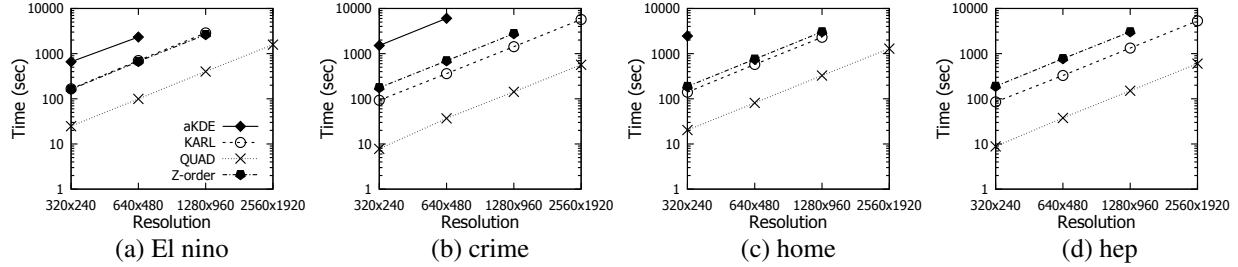 10000
1000
100
10
1
Time (sec)
aKDE
KARL
QUAD
Z-order
320x240 640x480 1280x960 2560x1920
Resolution
(a) El nino
10000
1000
100
10
1
Time (sec)
320x240 640x480 1280x960 2560x1920
Resolution
(b) crime
10000
1000
100
10
1
Time (sec)
320x240 640x480 1280x960 2560x1920
Resolution
(c) home
10000
1000
100
10
1
Time (sec)
320x240 640x480 1280x960 2560x1920
Resolution
(d) hep